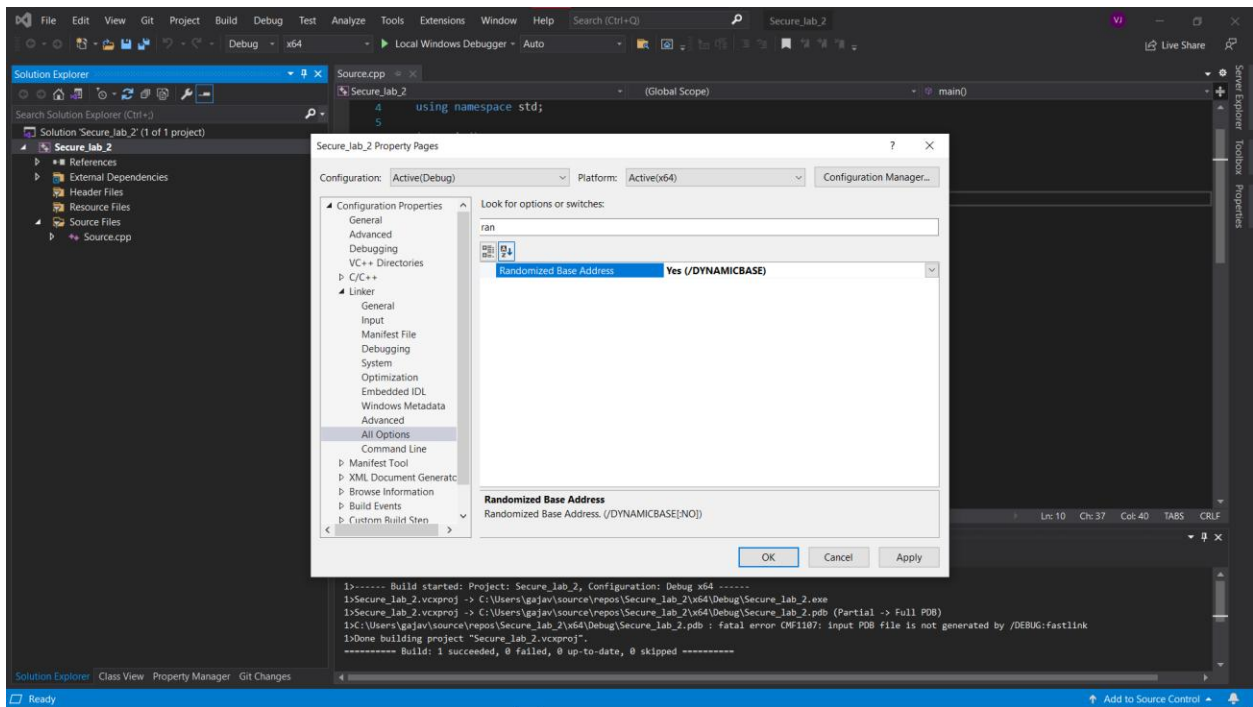 File Edit View Git Project Build Debug Test Analyze Tools Extensions Window Help Search (Ctrl+Q) Secure_lab_2 VJ
Debug x64 Local Windows Debugger Auto Live Share
Solution Explorer
Search Solution Explorer (Ctrl+;)
Solution 'Secure_lab_2' (1 of 1 project)
Secure_lab_2
References
External Dependencies
Header Files
Resource Files
Source Files
Source.cpp
Source.cpp
Secure_lab_2 (Global Scope) main()
4 using namespace std;
5
Secure_lab_2 Property Pages ? ×
Configuration: Active(Debug) Platform: Active(x64) Configuration Manager...
Configuration Properties
General
Advanced
Debugging
VC++ Directories
C/C++
Linker
General
Input
Manifest File
Debugging
System
Optimization
Embedded IDL
Windows Metadata
Advanced
All Options
Command Line
Manifest Tool
XML Document Generatc
Browse Information
Build Events
Custom Build Step
Look for options or switches:
ran
Randomized Base Address Yes (/DYNAMICBASE)
Randomized Base Address
Randomized Base Address. (/DYNAMICBASE[:NO])
OK Cancel Apply
Server Explorer
Toolbox
Properties
Ln: 10 Ch: 37 Col: 40 TABS CRLF
1>------ Build started: Project: Secure_lab_2, Configuration: Debug x64 ------
1>Secure_lab_2.vcxproj -> C:\Users\gajav\source\repos\Secure_lab_2\x64\Debug\Secure_lab_2.exe
1>Secure_lab_2.vcxproj -> C:\Users\gajav\source\repos\Secure_lab_2\x64\Debug\Secure_lab_2.pdb (Partial -> Full PDB)
1>C:\Users\gajav\source\repos\Secure_lab_2\x64\Debug\Secure_lab_2.pdb : fatal error CMF1107: input PDB file is not generated by /DEBUG:fastlink
1>Done building project "Secure_lab_2.vcxproj".
========== Build: 1 succeeded, 0 failed, 0 up-to-date, 0 skipped ==========
Solution Explorer Class View Property Manager Git Changes
Ready Add to Source Control